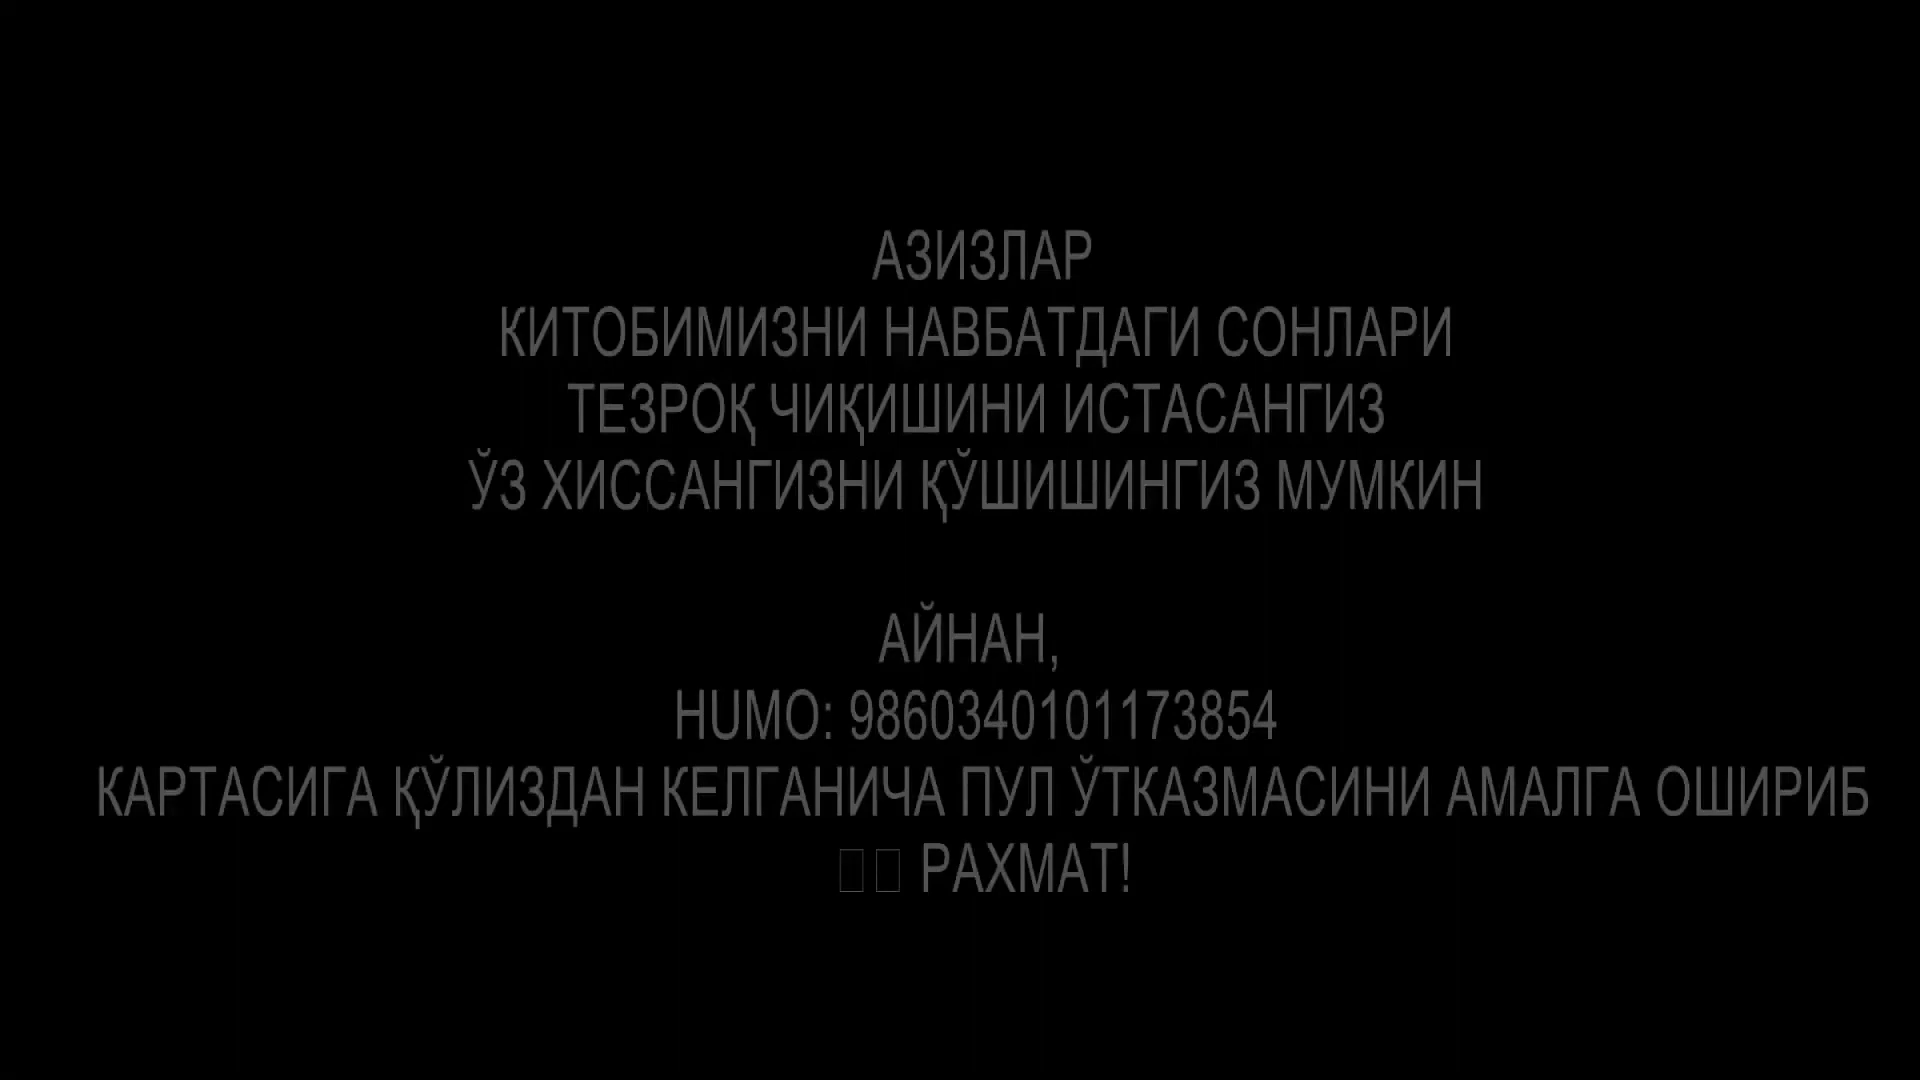 АЗИЗЛАР
КИТОБИМИЗНИ НАВБАТДАГИ СОНЛАРИ
ТЕЗРОҚ ЧИҚИШИНИ ИСТАСАНГИЗ
ЎЗ ХИССАНГИЗНИ ҚЎШИШИНГИЗ МУМКИН
АЙНАН,
HUMO: 9860340101173854
КАРТАСИГА ҚЎЛИЗДАН КЕЛГАНИЧА ПУЛ ЎТКАЗМАСИНИ АМАЛГА ОШИРИБ
РАХМАТ!